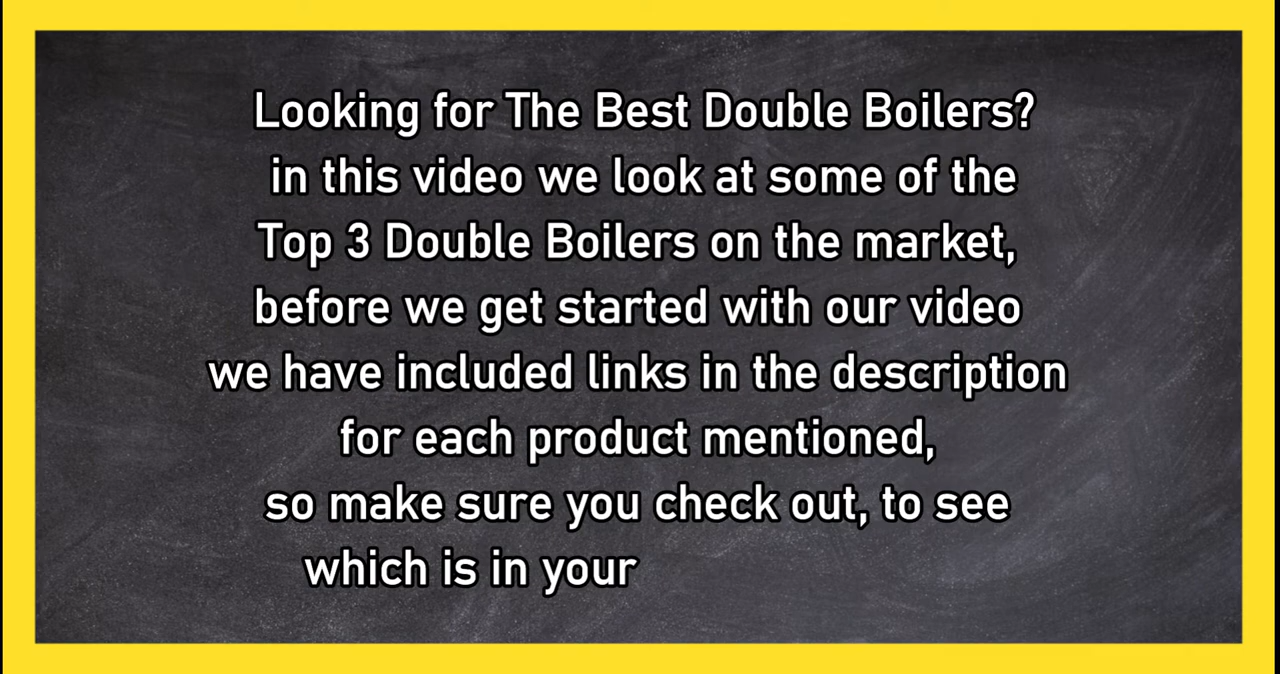 Looking for The Best Double Boilers?
in this video we look at some of the
Top 3 Double Boilers on the market,
before we get started with our video
we have included links in the description
for each product mentioned,
so make sure you check out, to see
which is in your